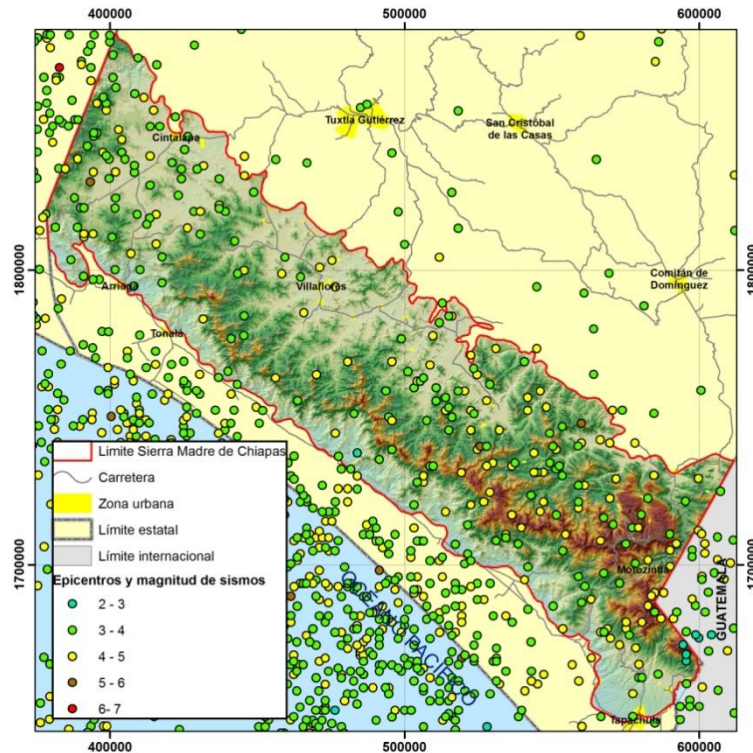 400000
500000
600000
Tuxtla Gutiérrez
San Cristóbal
de las Casas
Cintalapa
1800000
1800000
Comitán de
Domínguez
Arriaga
Villaflores
Tonalá
Límite Sierra Madre de Chiapas
Carretera
Zona urbana
Límite estatal
Límite internacional
Epicentros y magnitud de sismos
2 - 3
3 - 4
4 - 5
5 - 6
6- 7
1700000
1700000
Motozintla
GUATEMALA
OCEANO PACIFICO
Tapachula
400000
500000
600000